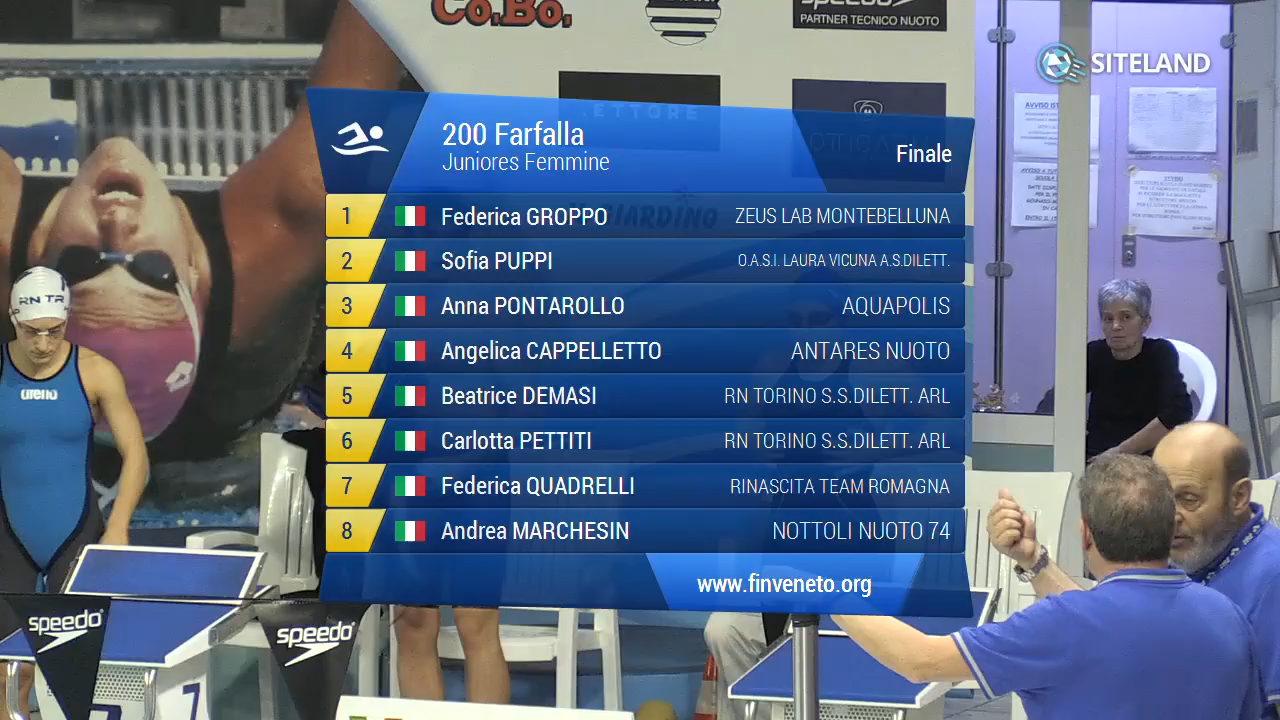 Co.Bo.
speedo
PARTNER TECNICO NUOTO
SITELAND
ETTORE
200 Farfalla
Juniores Femmine
Finale
1 Federica GROPPO ZEUS LAB MONTEBELLUNA
2 Sofia PUPPI O.A.S.I. LAURA VICUNA A.S.DILETT.
3 Anna PONTAROLLO AQUAPOLIS
4 Angelica CAPPELLETTO ANTARES NUOTO
5 Beatrice DEMASI RN TORINO S.S.DILETT. ARL
6 Carlotta PETTITI RN TORINO S.S.DILETT. ARL
7 Federica QUADRELLI RINASCITA TEAM ROMAGNA
8 Andrea MARCHESIN NOTTOLI NUOTO 74
www.finveneto.org
RN TR
arena
speedo
speedo
7